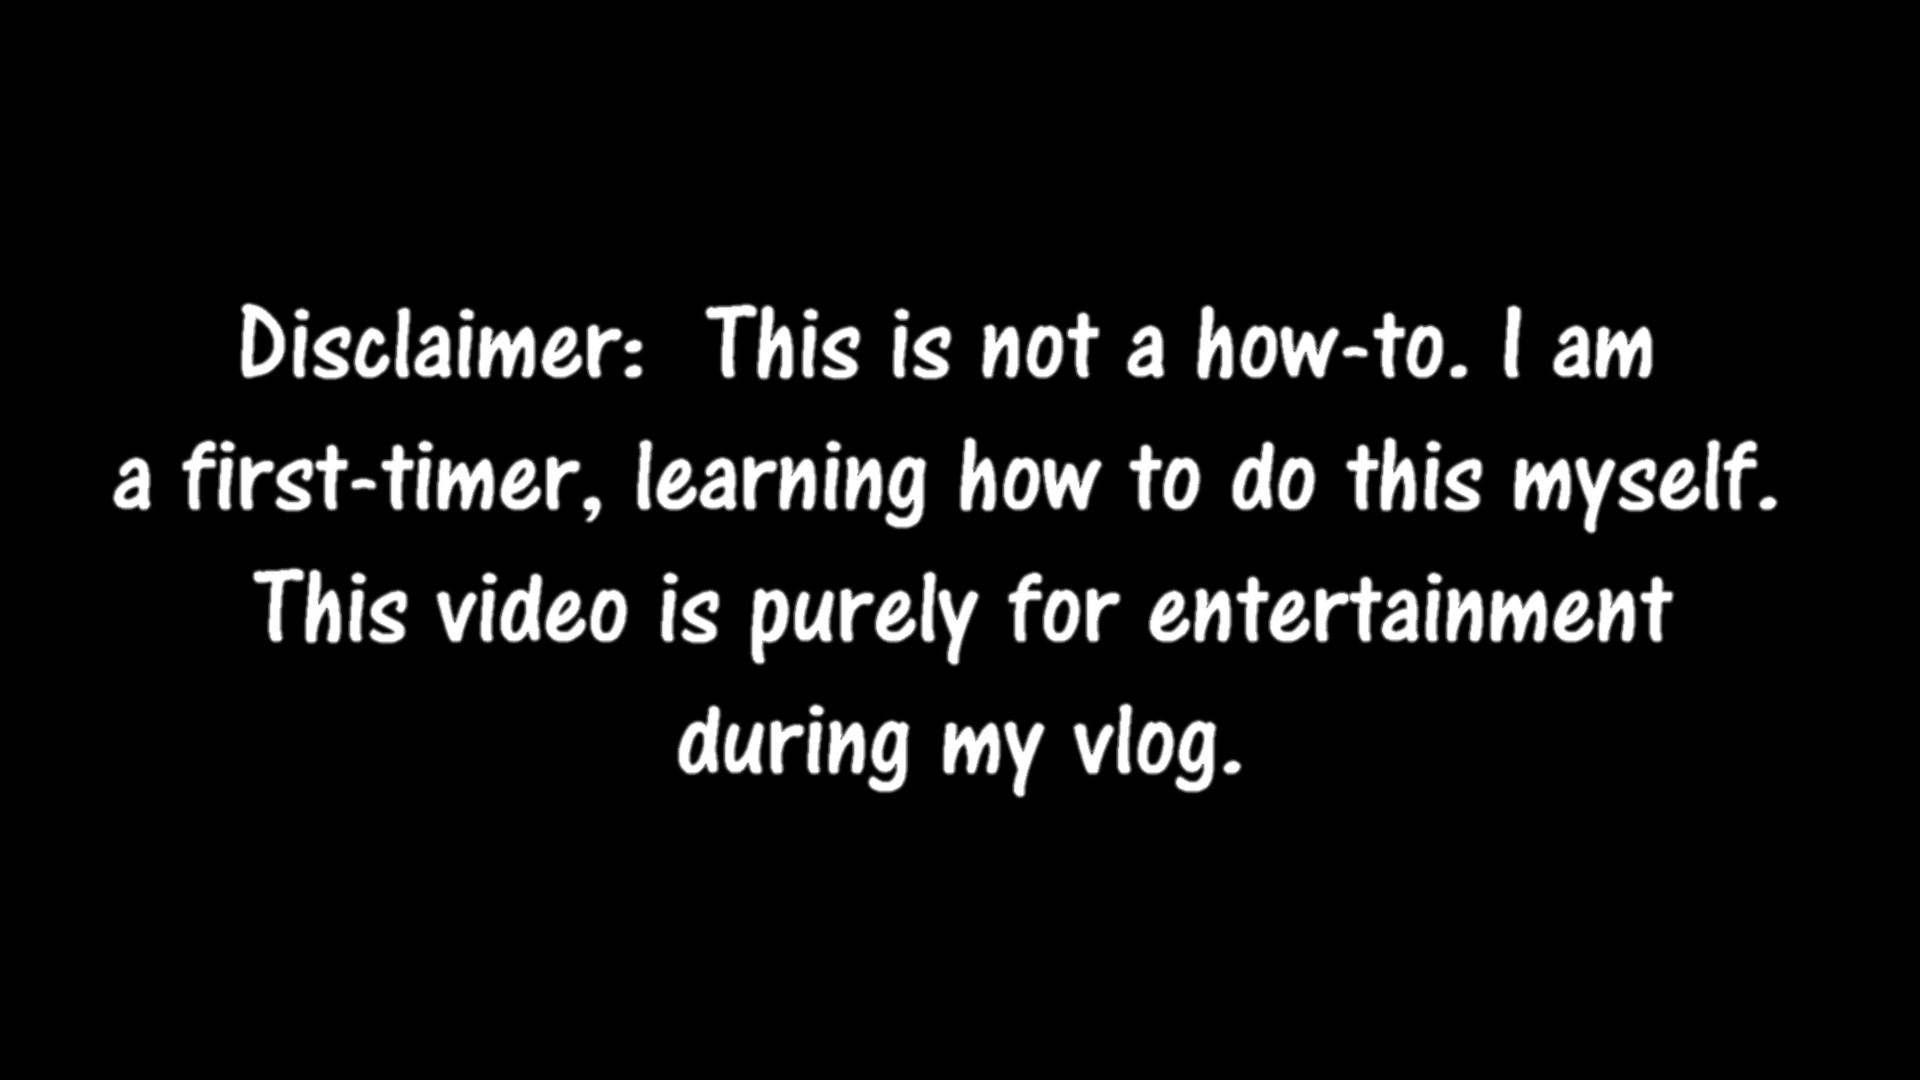 Disclaimer:  This is not a how-to. I am
a first-timer, learning how to do this myself.
This video is purely for entertainment
during my vlog.